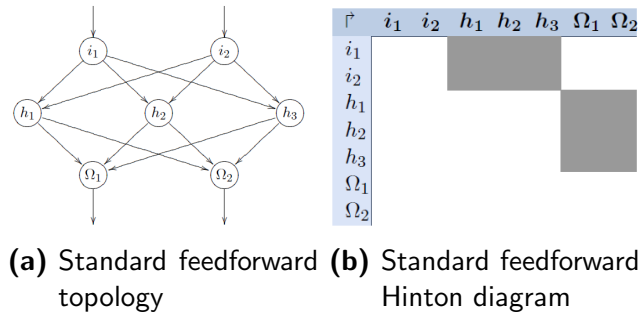 i₁ i₂
h₁ h₂ h₃
Ω₁ Ω₂
i₁ i₂ h₁ h₂ h₃ Ω₁ Ω₂
i₁
i₂
h₁
h₂
h₃
Ω₁
Ω₂
(a) Standard feedforward
topology
(b) Standard feedforward
Hinton diagram